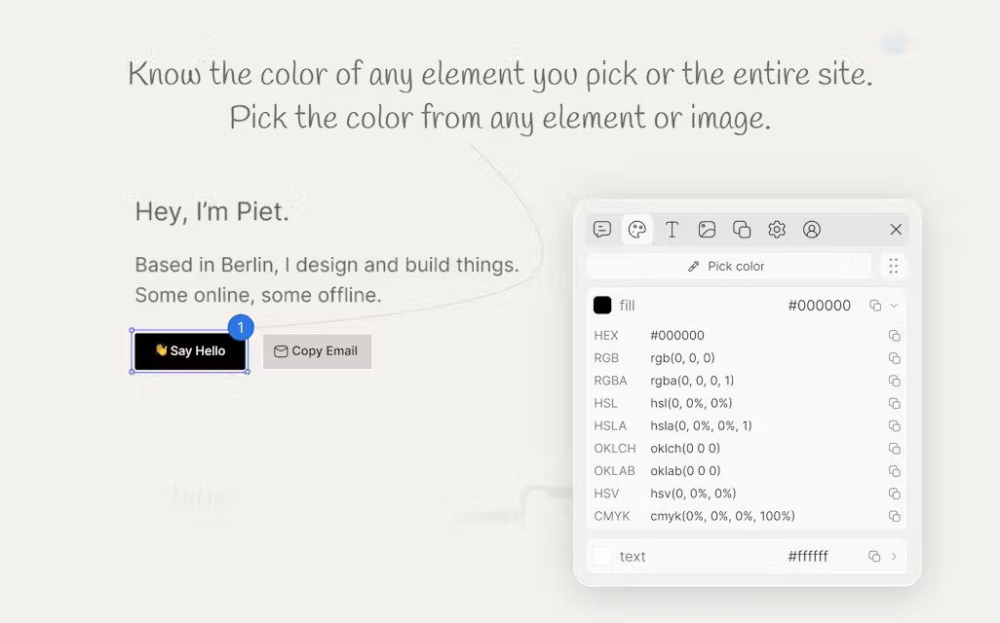 Know the color of any element you pick or the entire site.
Pick the color from any element or image.
Hey, I’m Piet.
Based in Berlin, I design and build things.
Some online, some offline.
1
👋 Say Hello
Copy Email
Pick color
fill #000000
HEX #000000
RGB rgb(0, 0, 0)
RGBA rgba(0, 0, 0, 1)
HSL hsl(0, 0%, 0%)
HSLA hsla(0, 0%, 0%, 1)
OKLCH oklch(0 0 0)
OKLAB oklab(0 0 0)
HSV hsv(0, 0%, 0%)
CMYK cmyk(0%, 0%, 0%, 100%)
text #ffffff